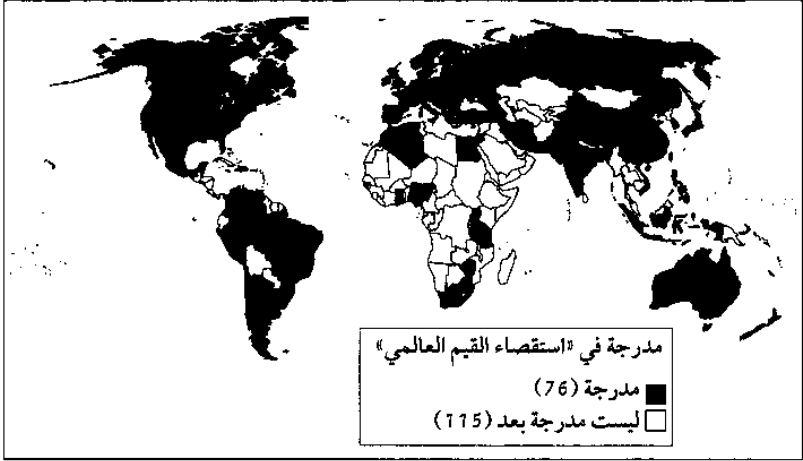 مدرجة في «استقصاء القيم العالمي»
مدرجة (76)
ليست مدرجة بعد (115)